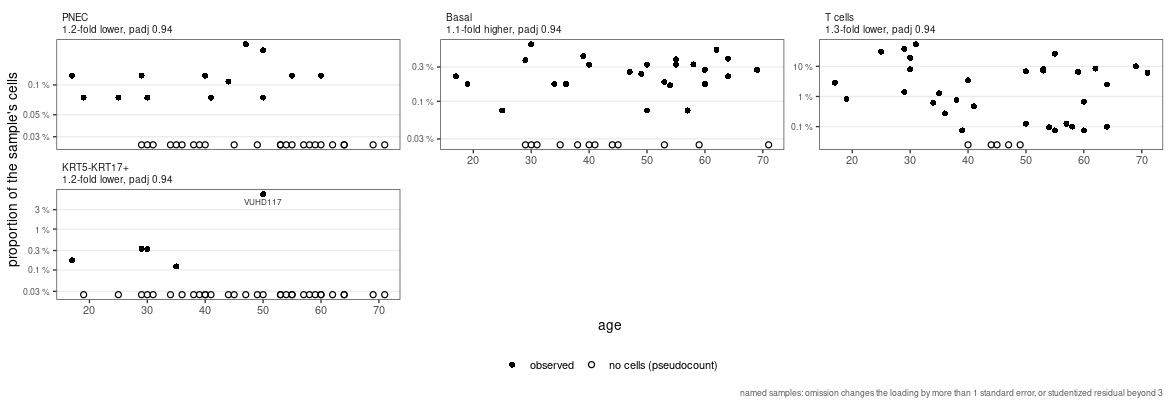 PNEC
1.2-fold lower, padj 0.94
Basal
1.1-fold higher, padj 0.94
T cells
1.3-fold lower, padj 0.94
proportion of the sample's cells
0.1 %
0.05 %
0.03 %
0.3 %
0.1 %
0.03 %
10 %
1 %
0.1 %
20 30 40 50 60 70
20 30 40 50 60 70
KRT5-KRT17+
1.2-fold lower, padj 0.94
VUHD117
3 %
1 %
0.3 %
0.1 %
0.03 %
20 30 40 50 60 70
age
observed no cells (pseudocount)
named samples: omission changes the loading by more than 1 standard error, or studentized residual beyond 3